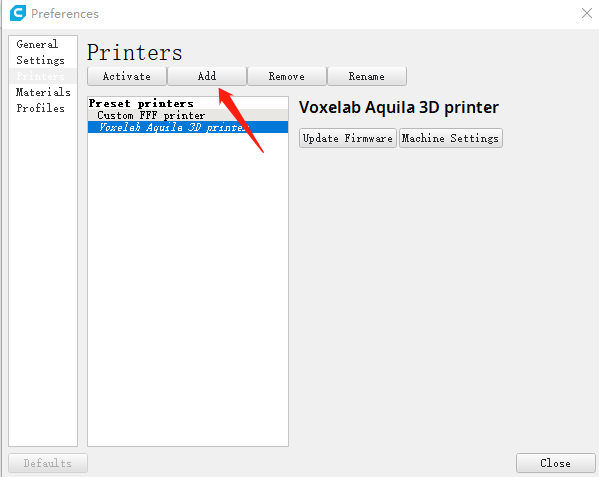 Preferences
General
Settings
Printers
Materials
Profiles
Printers
Activate Add Remove Rename
Preset printers
Custom FFF printer
Voxelab Aquila 3D printer
Voxelab Aquila 3D printer
Update Firmware Machine Settings
Defaults
Close